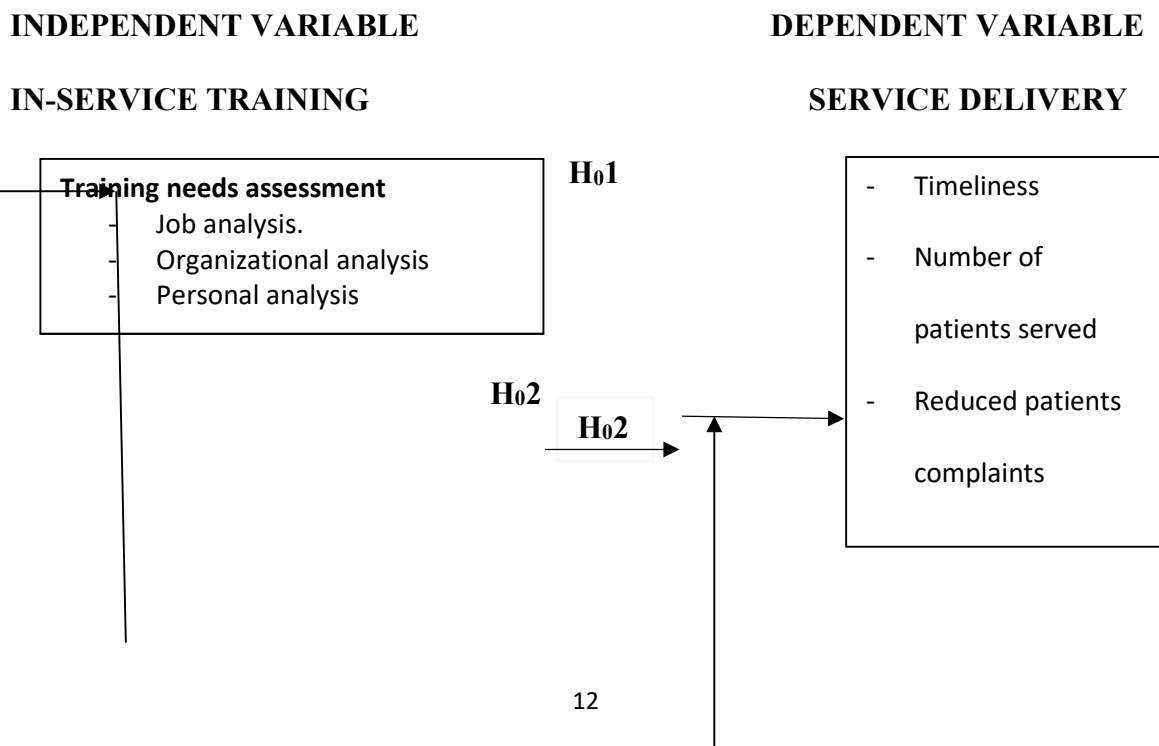 INDEPENDENT VARIABLE
DEPENDENT VARIABLE
IN-SERVICE TRAINING
SERVICE DELIVERY
Training needs assessment
- Job analysis.
- Organizational analysis
- Personal analysis
H₀1
- Timeliness
- Number of
patients served
- Reduced patients
complaints
H₀2
H₀2
12